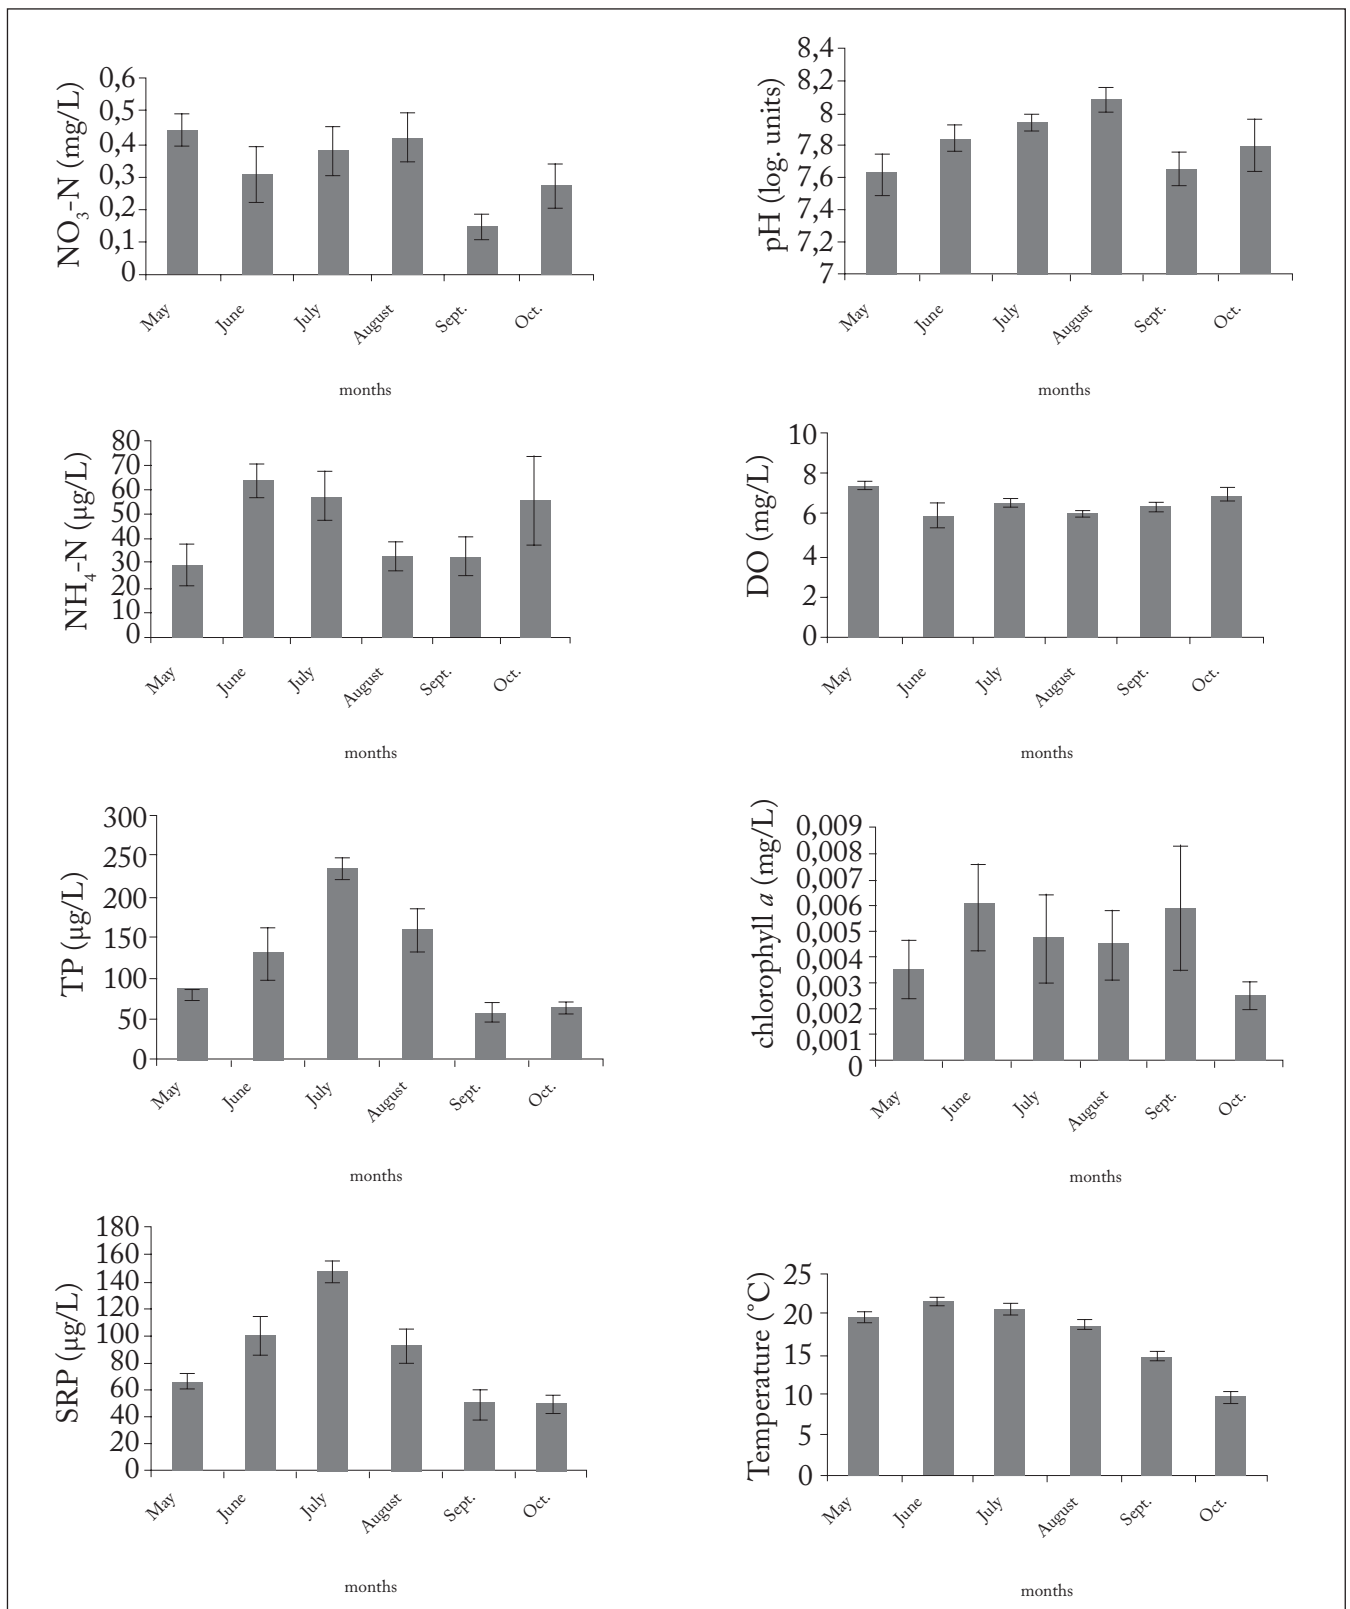 NO3-N (mg/L)
0,6
0,5
0,4
0,3
0,2
0,1
0
May
June
July
August
Sept.
Oct.
months
pH (log. units)
8,4
8,2
8
7,8
7,6
7,4
7,2
7
May
June
July
August
Sept.
Oct.
NH4-N (µg/L)
80
70
60
50
40
30
20
10
0
May
June
July
August
Sept.
Oct.
months
DO (mg/L)
10
8
6
4
2
0
May
June
July
August
Sept.
Oct.
TP (µg/L)
300
250
200
150
100
50
0
May
June
July
August
Sept.
Oct.
months
chlorophyll a (mg/L)
0,009
0,008
0,007
0,006
0,005
0,004
0,003
0,002
0,001
0
May
June
July
August
Sept.
Oct.
months
SRP (µg/L)
180
160
140
120
100
80
60
40
20
0
May
June
July
August
Sept.
Oct.
months
Temperature (°C)
25
20
15
10
5
0
May
June
July
August
Sept.
Oct.
months